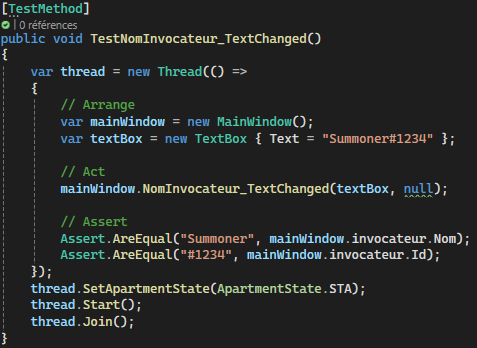 [TestMethod]
| 0 références
public void TestNomInvocateur_TextChanged()
{
    var thread = new Thread(() =>
    {
        // Arrange
        var mainWindow = new MainWindow();
        var textBox = new TextBox { Text = "Summoner#1234" };

        // Act
        mainWindow.NomInvocateur_TextChanged(textBox, null);

        // Assert
        Assert.AreEqual("Summoner", mainWindow.invocateur.Nom);
        Assert.AreEqual("#1234", mainWindow.invocateur.Id);
    });
    thread.SetApartmentState(ApartmentState.STA);
    thread.Start();
    thread.Join();
}